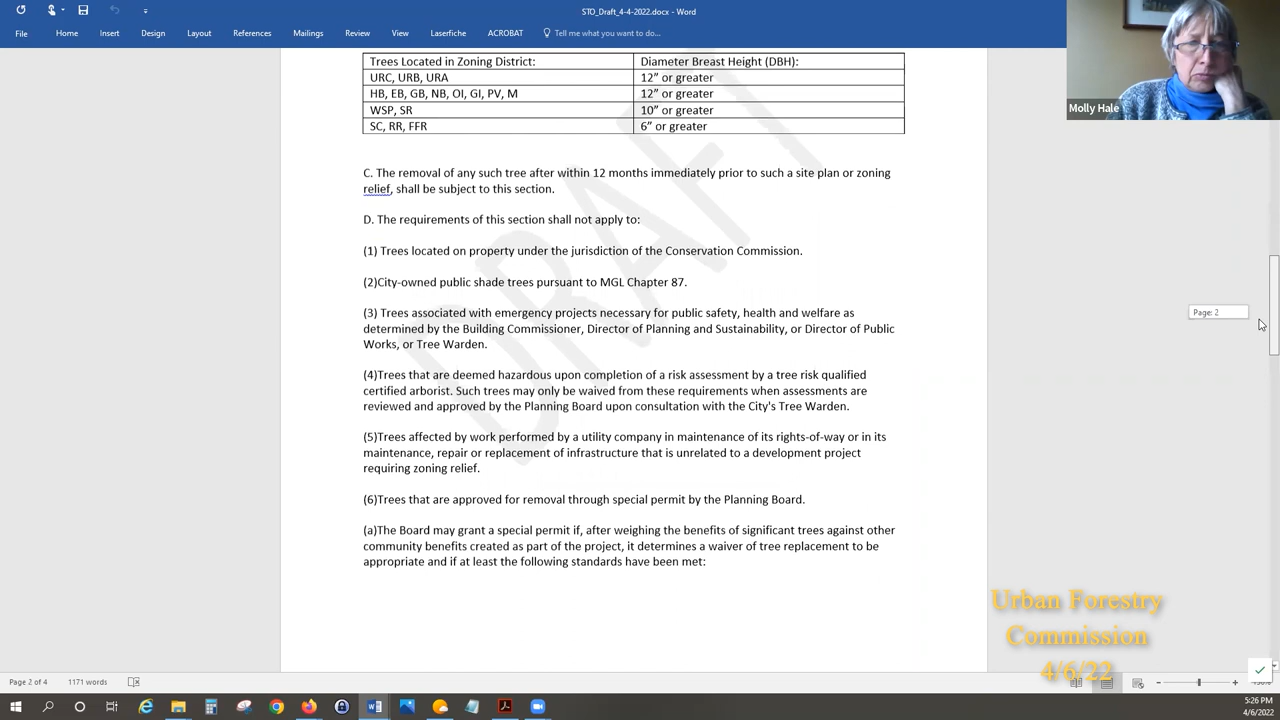 STO_Draft_4-4-2022.docx - Word
File Home Insert Design Layout References Mailings Review View Laserfiche ACROBAT Tell me what you want to do...
Molly Hale
Trees Located in Zoning District: Diameter Breast Height (DBH):
URC, URB, URA 12” or greater
HB, EB, GB, NB, OI, GI, PV, M 12” or greater
WSP, SR 10” or greater
SC, RR, FFR 6” or greater
C. The removal of any such tree after within 12 months immediately prior to such a site plan or zoning
relief, shall be subject to this section.
D. The requirements of this section shall not apply to:
(1) Trees located on property under the jurisdiction of the Conservation Commission.
(2)City-owned public shade trees pursuant to MGL Chapter 87.
(3) Trees associated with emergency projects necessary for public safety, health and welfare as
determined by the Building Commissioner, Director of Planning and Sustainability, or Director of Public
Works, or Tree Warden.
(4)Trees that are deemed hazardous upon completion of a risk assessment by a tree risk qualified
certified arborist. Such trees may only be waived from these requirements when assessments are
reviewed and approved by the Planning Board upon consultation with the City's Tree Warden.
(5)Trees affected by work performed by a utility company in maintenance of its rights-of-way or in its
maintenance, repair or replacement of infrastructure that is unrelated to a development project
requiring zoning relief.
(6)Trees that are approved for removal through special permit by the Planning Board.
(a)The Board may grant a special permit if, after weighing the benefits of significant trees against other
community benefits created as part of the project, it determines a waiver of tree replacement to be
appropriate and if at least the following standards have been met:
DRAFT
Page: 2
Urban Forestry
Commission
4/6/22
Page 2 of 4 1171 words
5:26 PM
4/6/2022